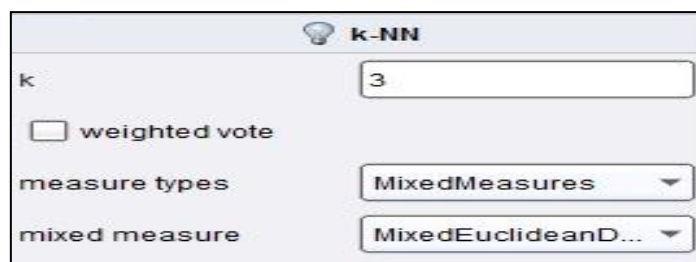 k-NN
k 3
weighted vote
measure types MixedMeasures
mixed measure MixedEuclideanD...